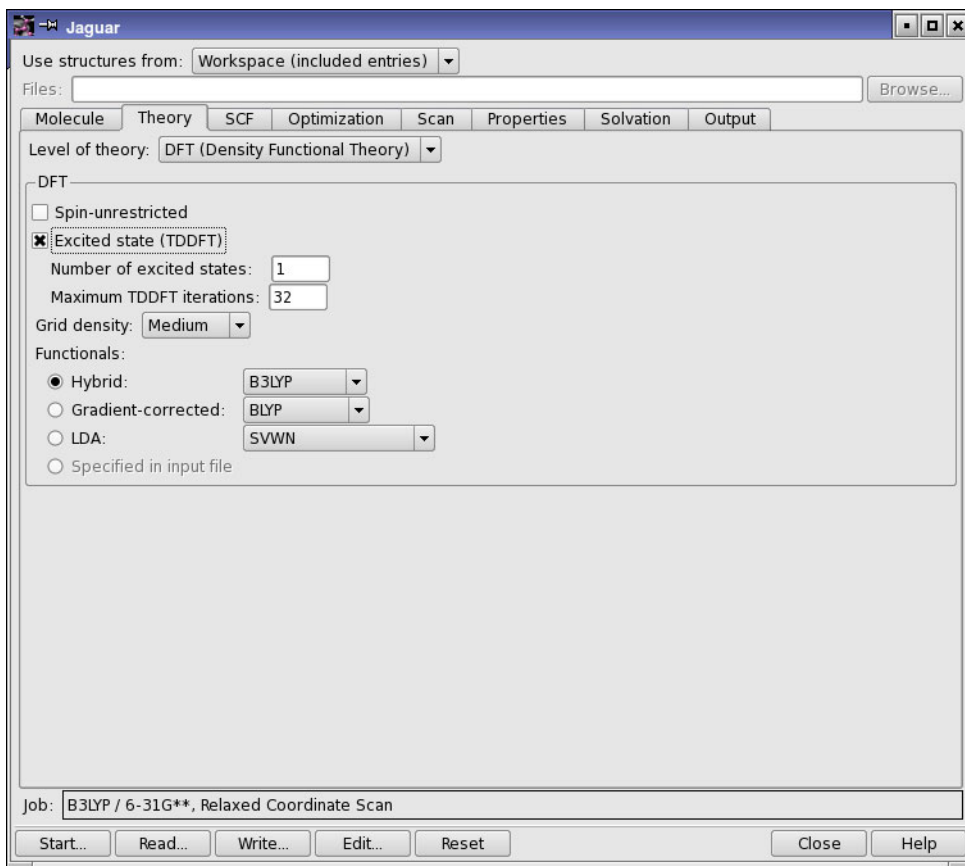 Jaguar
Use structures from: Workspace (included entries)
Files: Browse...
Molecule Theory SCF Optimization Scan Properties Solvation Output
Level of theory: DFT (Density Functional Theory)
DFT
Spin-unrestricted
Excited state (TDDFT)
Number of excited states: 1
Maximum TDDFT iterations: 32
Grid density: Medium
Functionals:
Hybrid: B3LYP
Gradient-corrected: BLYP
LDA: SVWN
Specified in input file
Job: B3LYP / 6-31G**, Relaxed Coordinate Scan
Start... Read... Write... Edit... Reset Close Help